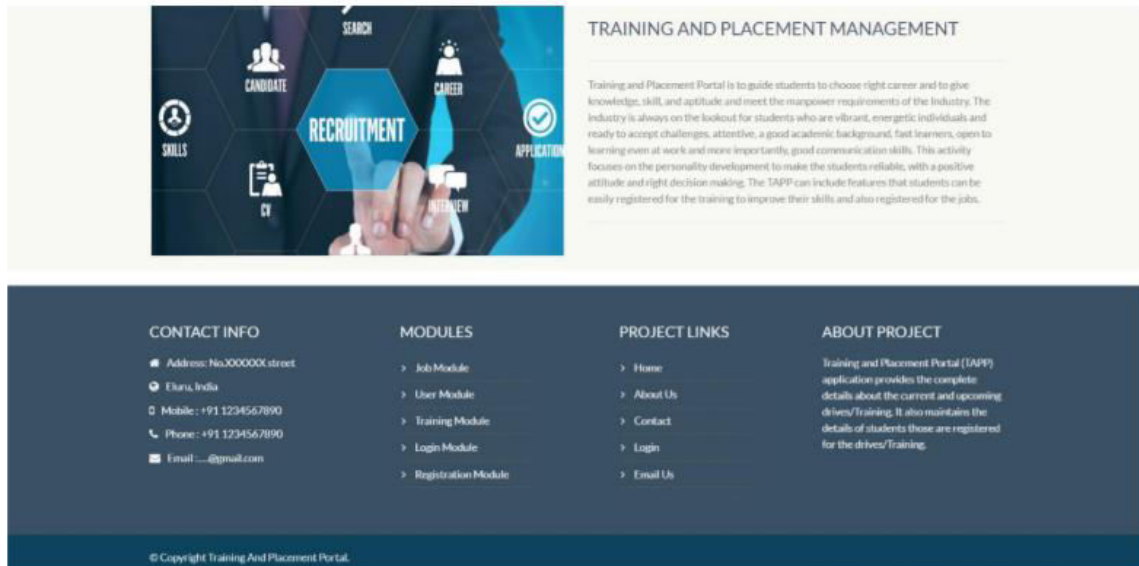 SEARCH
CANDIDATE
CAREER
SKILLS
RECRUITMENT
APPLICATION
CV
INTERVIEW
TRAINING AND PLACEMENT MANAGEMENT
Training and Placement Portal is to guide students to choose right career and to give
knowledge, skill, and aptitude and meet the manpower requirements of the Industry. The
industry is always on the lookout for students who are vibrant, energetic individuals and
ready to accept challenges, attentive, a good academic background, fast learners, open to
learning even at work and more importantly, good communication skills. This activity
focuses on the personality development to make the students reliable, with a positive
attitude and right decision making. The TAPP can include features that students can be
easily registered for the training to improve their skills and also registered for the jobs.
CONTACT INFO
Address: No.XXXXXX street
Eluru, India
Mobile : +91 1234567890
Phone : +91 1234567890
Email :....@gmail.com
MODULES
> Job Module
> User Module
> Training Module
> Login Module
> Registration Module
PROJECT LINKS
> Home
> About Us
> Contact
> Login
> Email Us
ABOUT PROJECT
Training and Placement Portal (TAPP)
application provides the complete
details about the current and upcoming
drives/Training. It also maintains the
details of students those are registered
for the drives/Training.
© Copyright Training And Placement Portal.